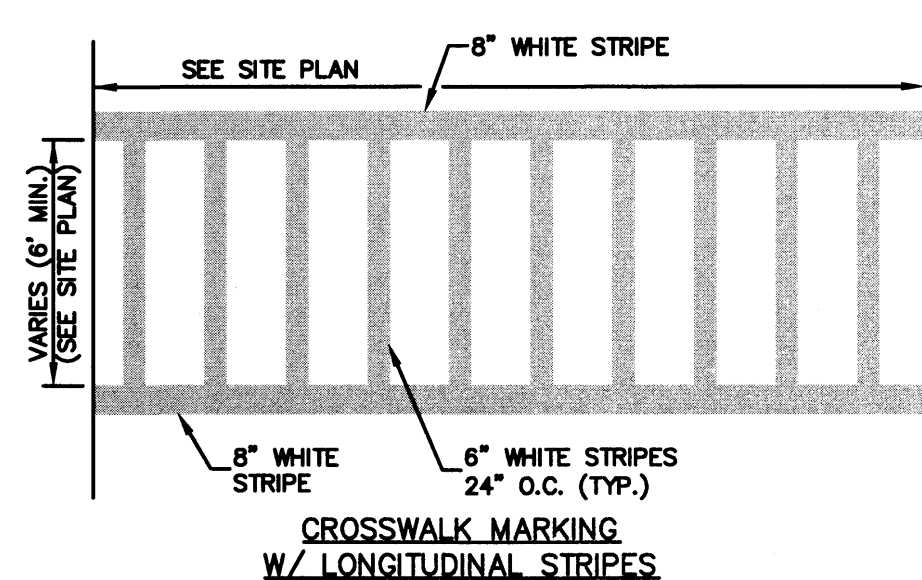 8" WHITE STRIPE
SEE SITE PLAN
VARIES (6' MIN.)
(SEE SITE PLAN)
8" WHITE
STRIPE
6" WHITE STRIPES
24" O.C. (TYP.)
CROSSWALK MARKING
W/ LONGITUDINAL STRIPES